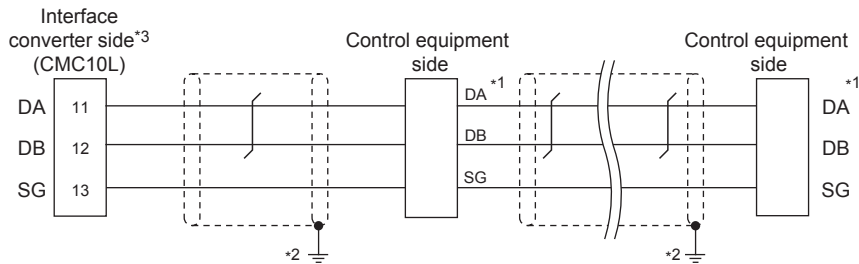 Interface
converter side*3
(CMC10L)
Control equipment
side
Control equipment
side
DA 11 DA *1 DA *1
DB 12 DB DB
SG 13 SG SG
*2 *2